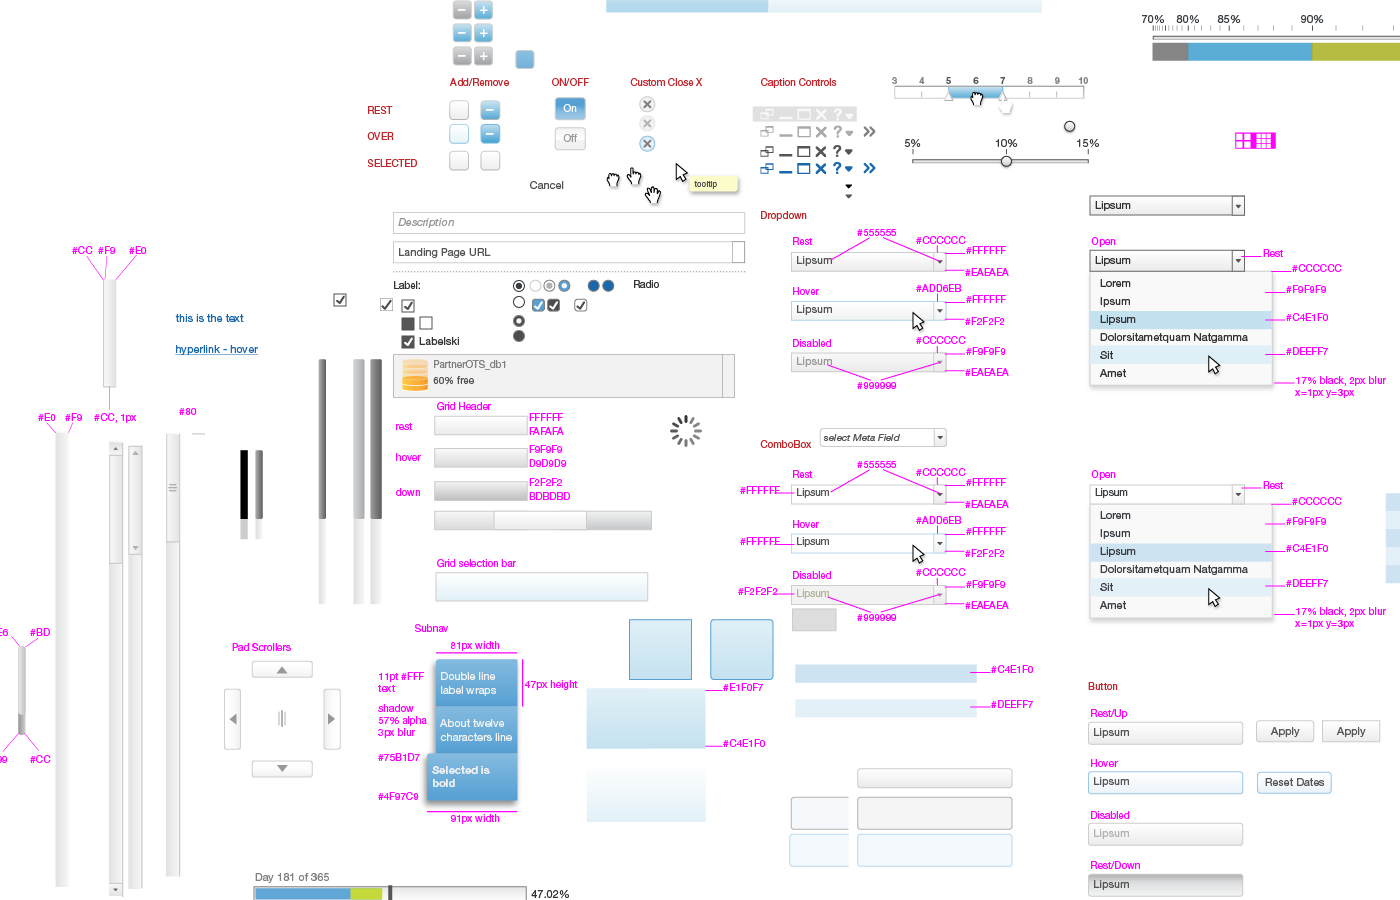 70% 80% 85% 90%
Add/Remove
ON/OFF
Custom Close X
Caption Controls
3 4 5 6 7 8 9 10
REST
OVER
SELECTED
On
Off
Cancel
tooltip
5% 10% 15%
Description
Landing Page URL
Label:
Radio
Labelski
PartnerOTS_db1
60% free
#CC #F9 #E0
this is the text
hyperlink - hover
#E0 #F9 #CC, 1px
#80
Grid Header
rest
FFFFFF
FAFAFA
hover
F9F9F9
D9D9D9
down
F2F2F2
BDBDBD
Grid selection bar
Dropdown
Rest
#555555
#CCCCCC
#FFFFFF
Lipsum
#EAEAEA
Hover
#ADD6EB
#FFFFFF
Lipsum
#F2F2F2
Disabled
#CCCCCC
#F9F9F9
Lipsum
#EAEAEA
#999999
Lipsum
Open
Rest
Lipsum
#CCCCCC
Lorem
#F9F9F9
Ipsum
Lipsum
#C4E1F0
Dolorsitametquam Natgamma
Sit
#DEEFF7
Amet
17% black, 2px blur
x=1px y=3px
ComboBox
select Meta Field
Rest
#555555
#CCCCCC
#FFFFFF
#FFFFFF
Lipsum
#EAEAEA
Hover
#ADD6EB
#FFFFFF
#FFFFFF
Lipsum
#F2F2F2
Disabled
#CCCCCC
#F9F9F9
#F2F2F2
Lipsum
#EAEAEA
#999999
Open
Rest
Lipsum
#CCCCCC
Lorem
#F9F9F9
Ipsum
Lipsum
#C4E1F0
Dolorsitametquam Natgamma
Sit
#DEEFF7
Amet
17% black, 2px blur
x=1px y=3px
E6 #BD
99 #CC
Pad Scrollers
Subnav
81px width
11pt #FFF
text
Double line
label wraps
47px height
shadow
57% alpha
3px blur
About twelve
characters line
#75B1D7
Selected is
bold
#4F97C9
91px width
#E1F0F7
#C4E1F0
#C4E1F0
#DEEFF7
Button
Rest/Up
Lipsum
Apply
Apply
Hover
Lipsum
Reset Dates
Disabled
Lipsum
Rest/Down
Lipsum
Day 181 of 365
47.02%